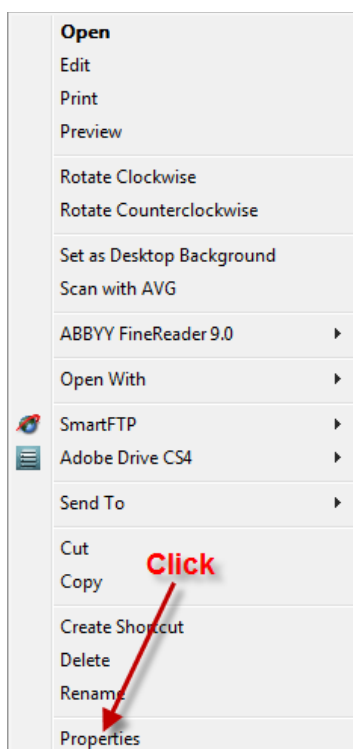 Open
Edit
Print
Preview
Rotate Clockwise
Rotate Counterclockwise
Set as Desktop Background
Scan with AVG
ABBYY FineReader 9.0
Open With
SmartFTP
Adobe Drive CS4
Send To
Cut
Click
Copy
Create Shortcut
Delete
Rename
Properties